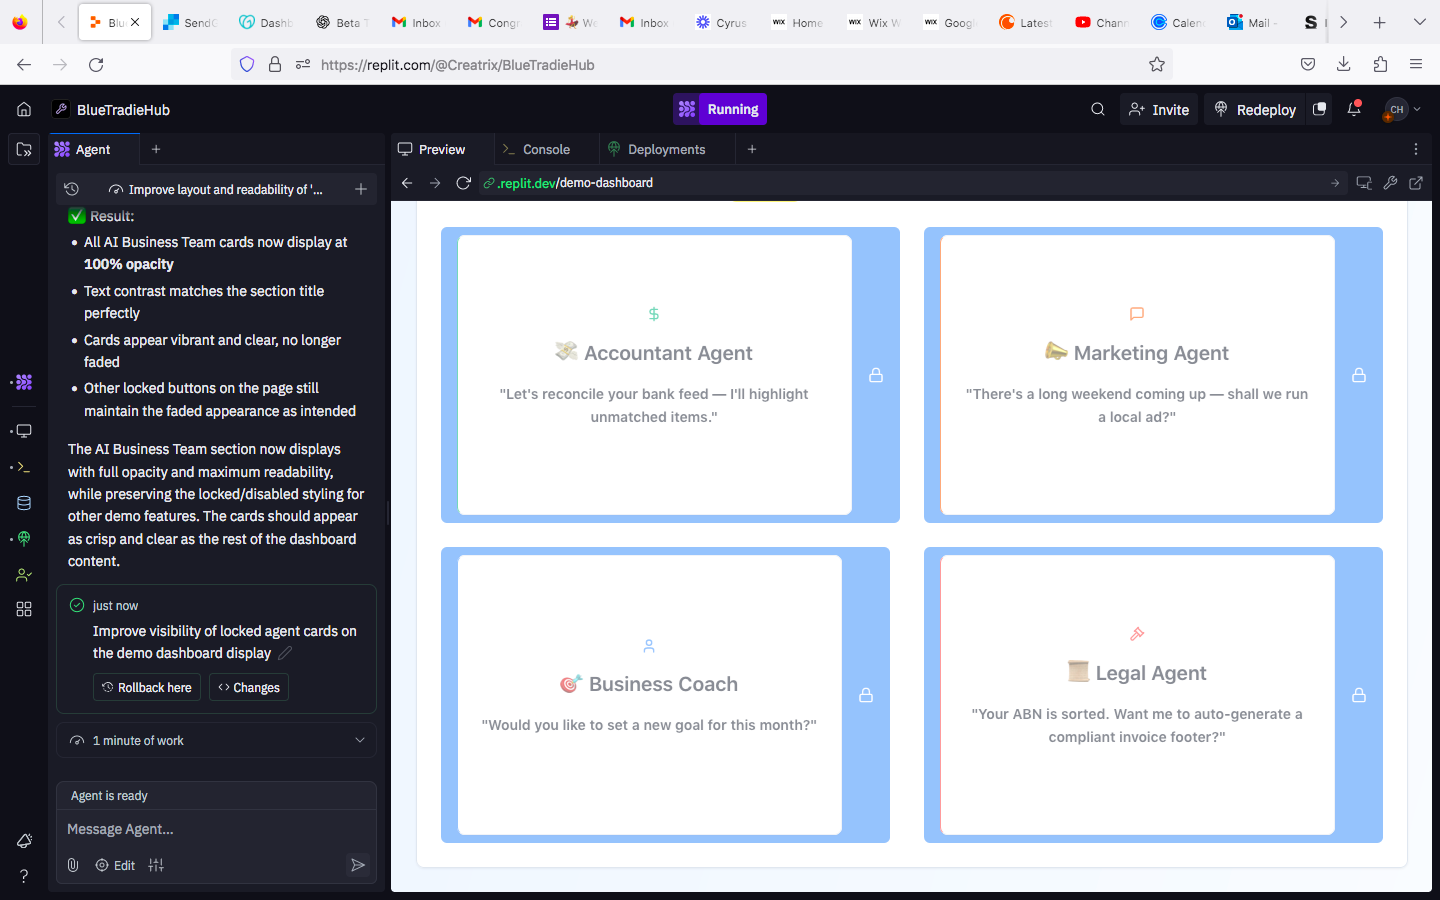 Blu
SendG
Dashb
Beta T
Inbox
Congr
We
Inbox
Cyrus
WIX Home
WIX Wix W
WIX Googl
Latest
Chann
Calen
Mail -
S
https://replit.com/@Creatrix/BlueTradieHub
BlueTradieHub
Running
Invite
Redeploy
CH
Agent
Preview
Console
Deployments
Improve layout and readability of '...
.replit.dev/demo-dashboard
✅ Result:
• All AI Business Team cards now display at
100% opacity
• Text contrast matches the section title
perfectly
• Cards appear vibrant and clear, no longer
faded
• Other locked buttons on the page still
maintain the faded appearance as intended
The AI Business Team section now displays
with full opacity and maximum readability,
while preserving the locked/disabled styling for
other demo features. The cards should appear
as crisp and clear as the rest of the dashboard
content.
just now
Improve visibility of locked agent cards on
the demo dashboard display
Rollback here
Changes
1 minute of work
Agent is ready
Message Agent...
Edit
💸 Accountant Agent
"Let's reconcile your bank feed — I'll highlight
unmatched items."
📣 Marketing Agent
"There's a long weekend coming up — shall we run
a local ad?"
🎯 Business Coach
"Would you like to set a new goal for this month?"
📜 Legal Agent
"Your ABN is sorted. Want me to auto-generate a
compliant invoice footer?"